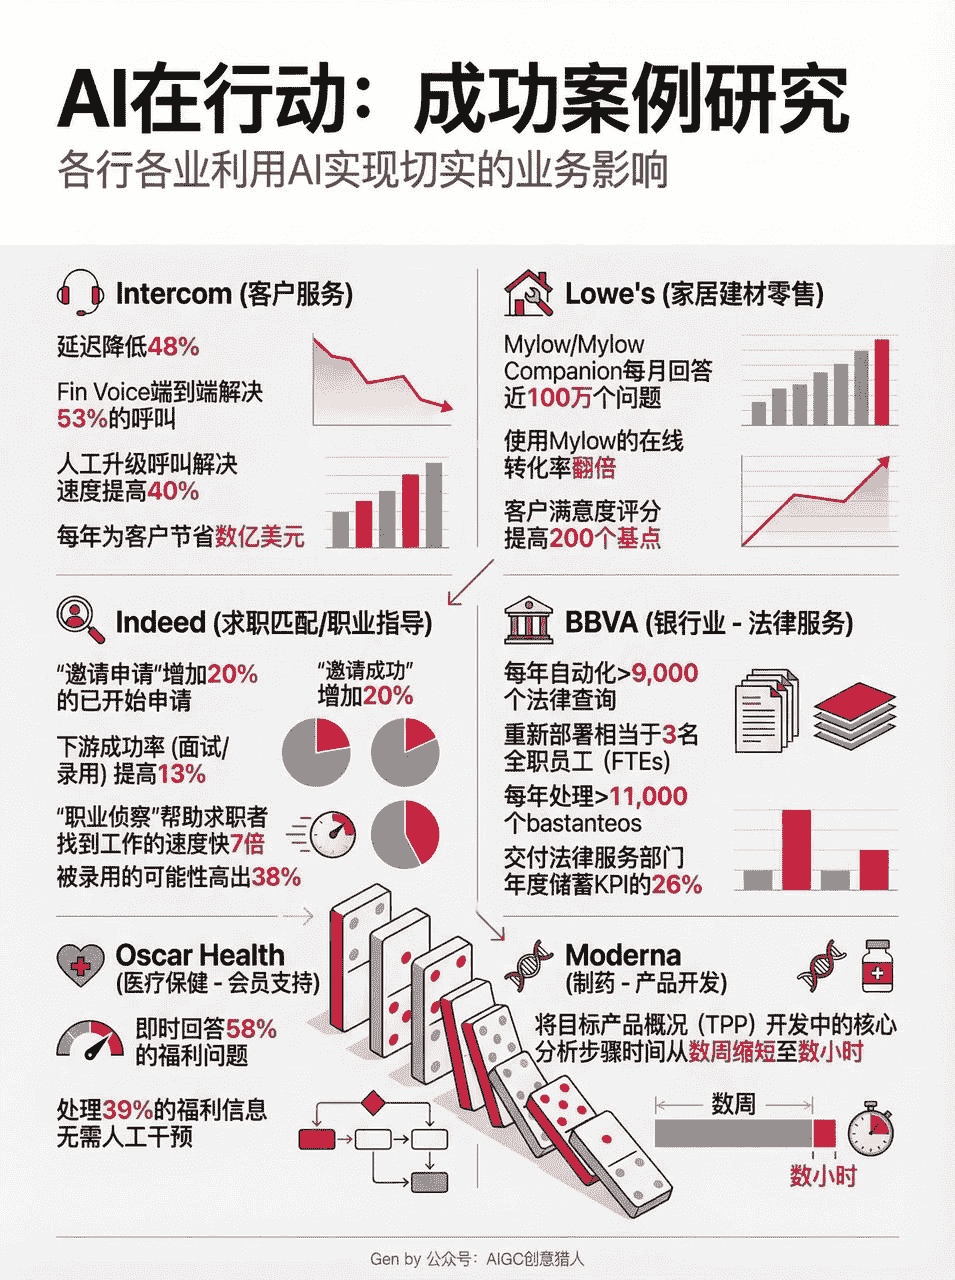 AI在行动：成功案例研究
各行各业利用AI实现切实的业务影响
Intercom (客户服务)
延迟降低48%
Fin Voice端到端解决
53%的呼叫
人工升级呼叫解决
速度提高40%
每年为客户节省数亿美元
Lowe's (家居建材零售)
Mylow/Mylow
Companion每月回答
近100万个问题
使用Mylow的在线
转化率翻倍
客户满意度评分
提高200个基点
Indeed (求职匹配/职业指导)
“邀请申请”增加20%
的已开始申请
“邀请成功”
增加20%
下游成功率 (面试/
录用) 提高13%
“职业侦察”帮助求职者
找到工作的速度快7倍
被录用的可能性高出38%
BBVA (银行业 - 法律服务)
每年自动化>9,000
个法律查询
重新部署相当于3名
全职员工（FTEs）
每年处理>11,000
个bastanteos
交付法律服务部门
年度储蓄KPI的26%
Oscar Health
(医疗保健 - 会员支持)
即时回答58%
的福利问题
处理39%的福利信息
无需人工干预
Moderna
(制药 - 产品开发)
将目标产品概况（TPP）开发中的核心
分析步骤时间从数周缩短至数小时
数周
数小时
Gen by 公众号：AIGC创意猎人